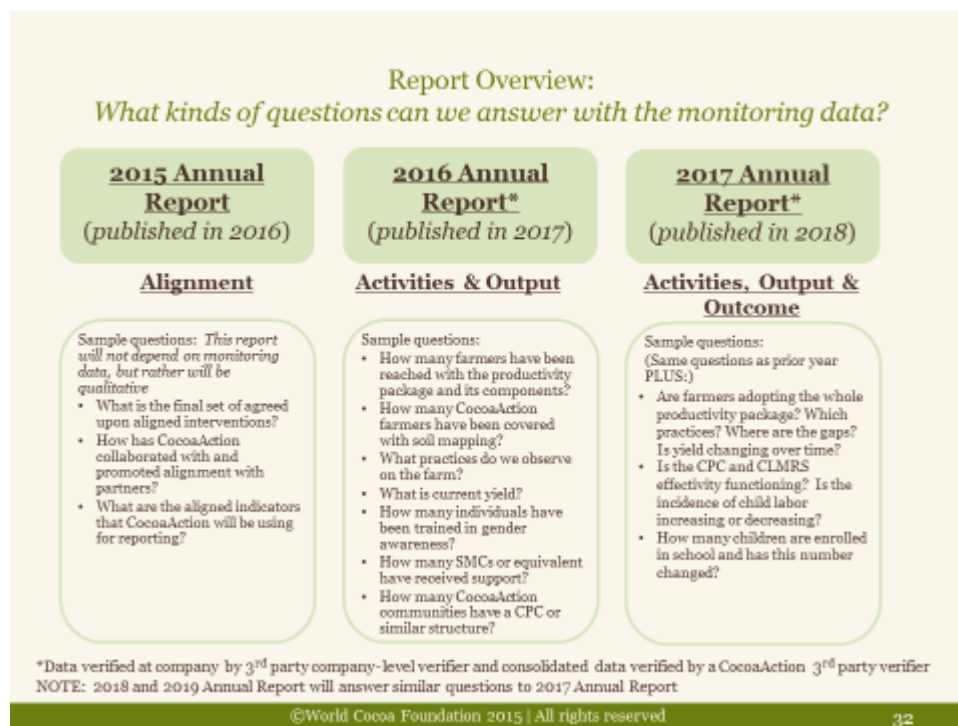 Report Overview:
What kinds of questions can we answer with the monitoring data?
2015 Annual
Report
(published in 2016)
Alignment
Sample questions: This report
will not depend on monitoring
data, but rather will be
qualitative
• What is the final set of agreed
upon aligned interventions?
• How has CocoaAction
collaborated with and
promoted alignment with
partners?
• What are the aligned indicators
that CocoaAction will be using
for reporting?
2016 Annual
Report*
(published in 2017)
Activities & Output
Sample questions:
• How many farmers have been
reached with the productivity
package and its components?
• How many CocoaAction
farmers have been covered
with soil mapping?
• What practices do we observe
on the farm?
• What is current yield?
• How many individuals have
been trained in gender
awareness?
• How many SMCs or equivalent
have received support?
• How many CocoaAction
communities have a CPC or
similar structure?
2017 Annual
Report*
(published in 2018)
Activities, Output &
Outcome
Sample questions:
(Same questions as prior year
PLUS:)
• Are farmers adopting the whole
productivity package? Which
practices? Where are the gaps?
Is yield changing over time?
• Is the CPC and CLMRS
effectivity functioning? Is the
incidence of child labor
increasing or decreasing?
• How many children are enrolled
in school and has this number
changed?
*Data verified at company by 3rd party company-level verifier and consolidated data verified by a CocoaAction 3rd party verifier
NOTE: 2018 and 2019 Annual Report will answer similar questions to 2017 Annual Report
©World Cocoa Foundation 2015 | All rights reserved
32